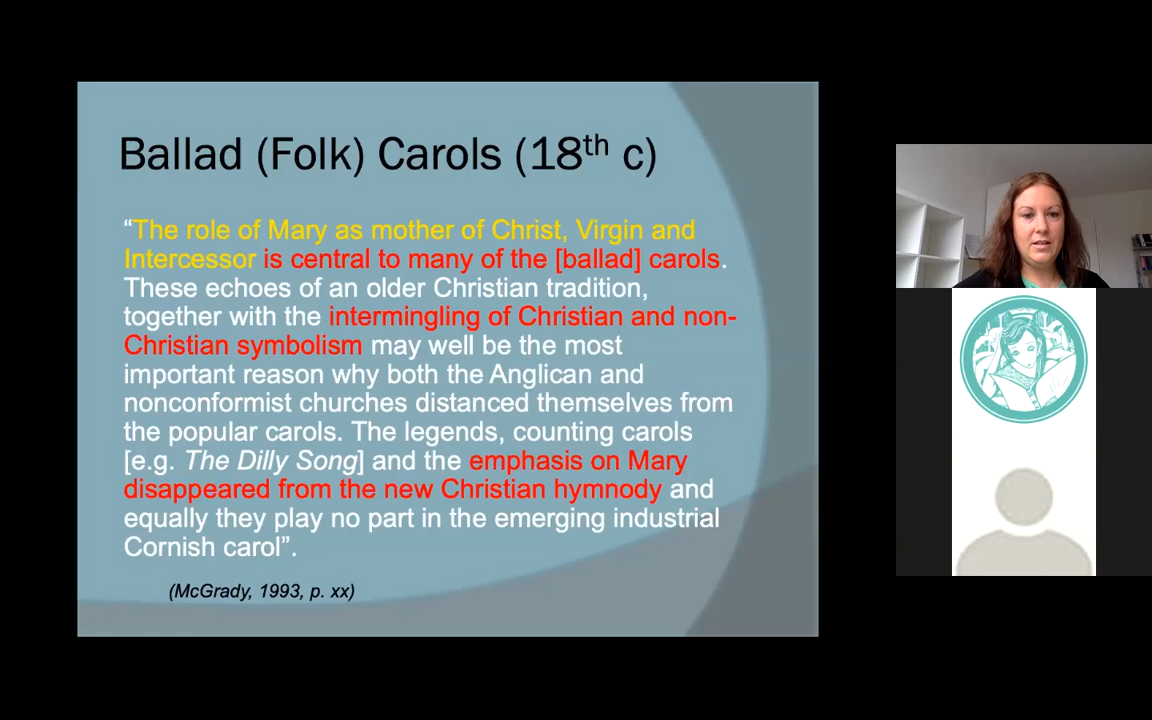 Ballad (Folk) Carols (18th c)
“The role of Mary as mother of Christ, Virgin and
Intercessor is central to many of the [ballad] carols.
These echoes of an older Christian tradition,
together with the intermingling of Christian and non-
Christian symbolism may well be the most
important reason why both the Anglican and
nonconformist churches distanced themselves from
the popular carols. The legends, counting carols
[e.g. The Dilly Song] and the emphasis on Mary
disappeared from the new Christian hymnody and
equally they play no part in the emerging industrial
Cornish carol”.
(McGrady, 1993, p. xx)